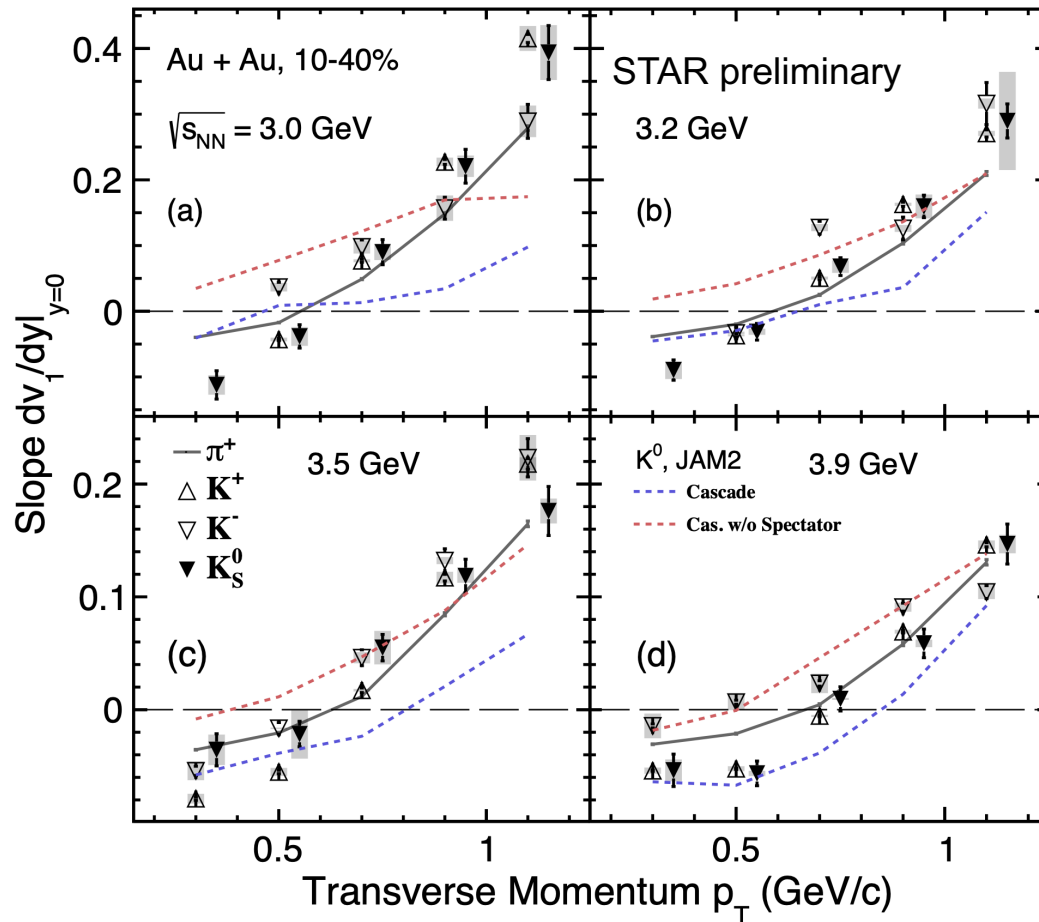 Au + Au, 10-40%
√s_NN = 3.0 GeV
STAR preliminary
3.2 GeV
(a)
(b)
0.4
0.2
0
Slope dv₁/dy|y=0
π⁺
K⁺
K⁻
K⁰S
3.5 GeV
K⁰, JAM2
3.9 GeV
Cascade
Cas. w/o Spectator
(c)
(d)
0.2
0.1
0
0.5
1
0.5
1
Transverse Momentum pT (GeV/c)